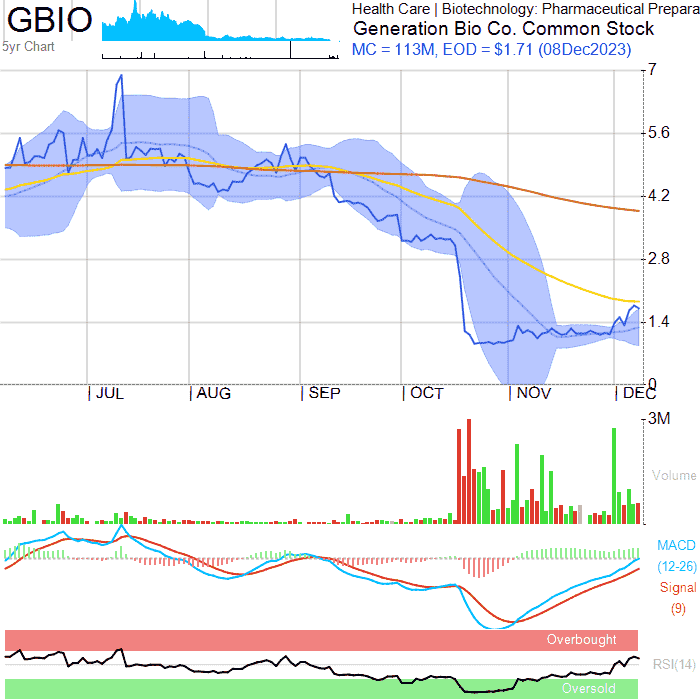 GBIO
5yr Chart
Health Care | Biotechnology: Pharmaceutical Prepara
Generation Bio Co. Common Stock
MC = 113M, EOD = $1.71 (08Dec2023)
7
5.6
4.2
2.8
1.4
0
JUL AUG SEP OCT NOV DEC
3M
Volume
MACD
(12-26)
Signal
(9)
Overbought
RSI(14)
Oversold